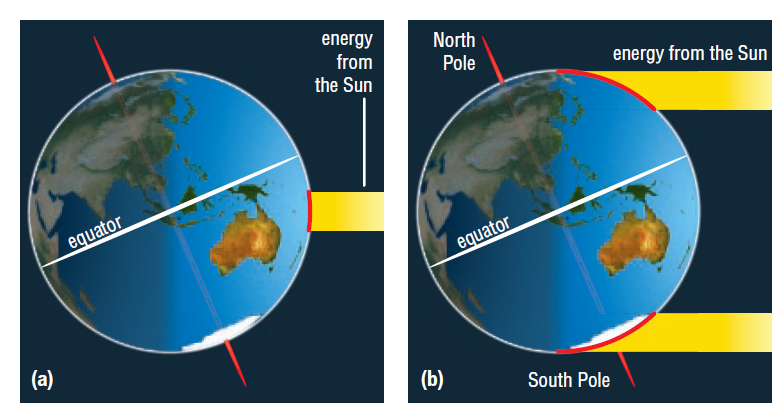 energy
from
the Sun
equator
(a)
North
Pole
energy from the Sun
equator
(b)
South Pole